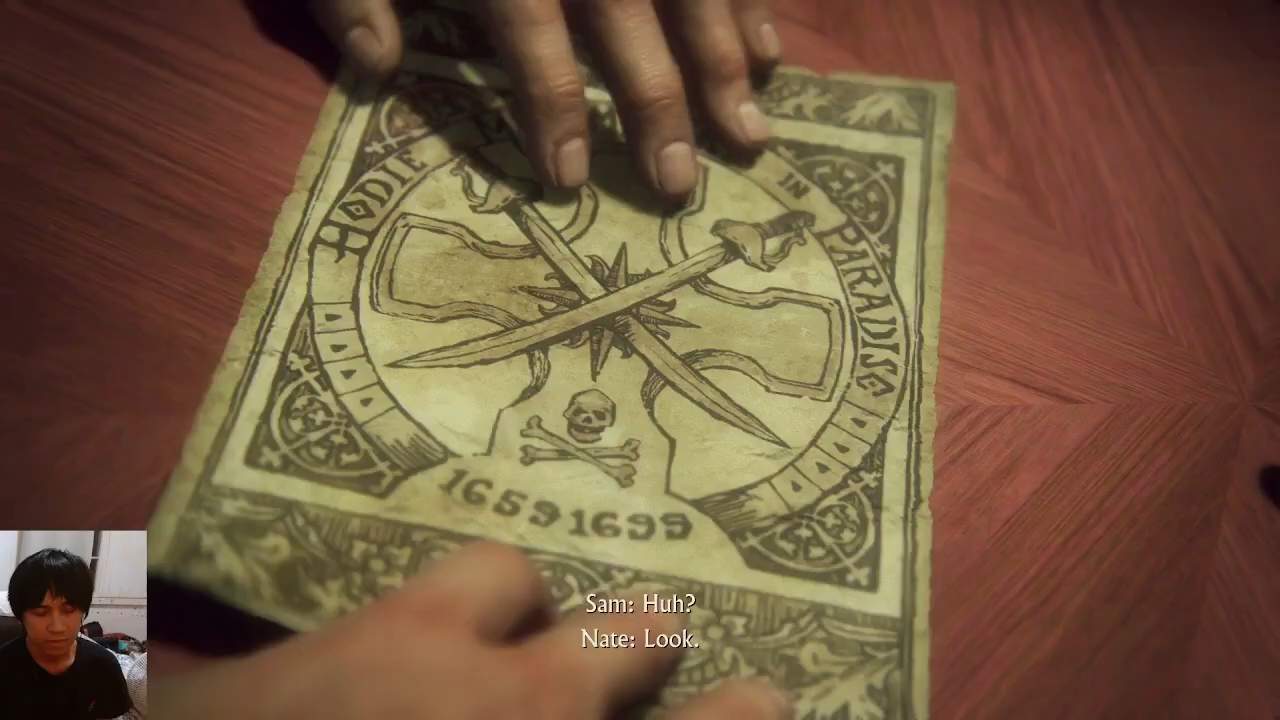 HODIE
IN PARADISE
16591699
Sam: Huh?
Nate: Look.